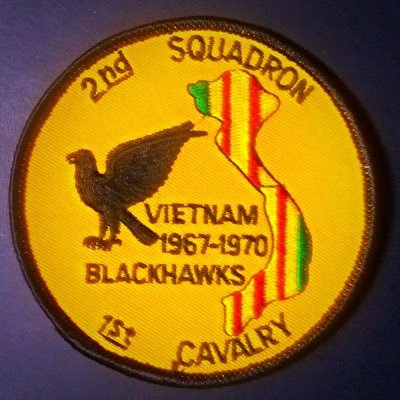 2nd SQUADRON
VIETNAM
1967-1970
BLACKHAWKS
1st CAVALRY